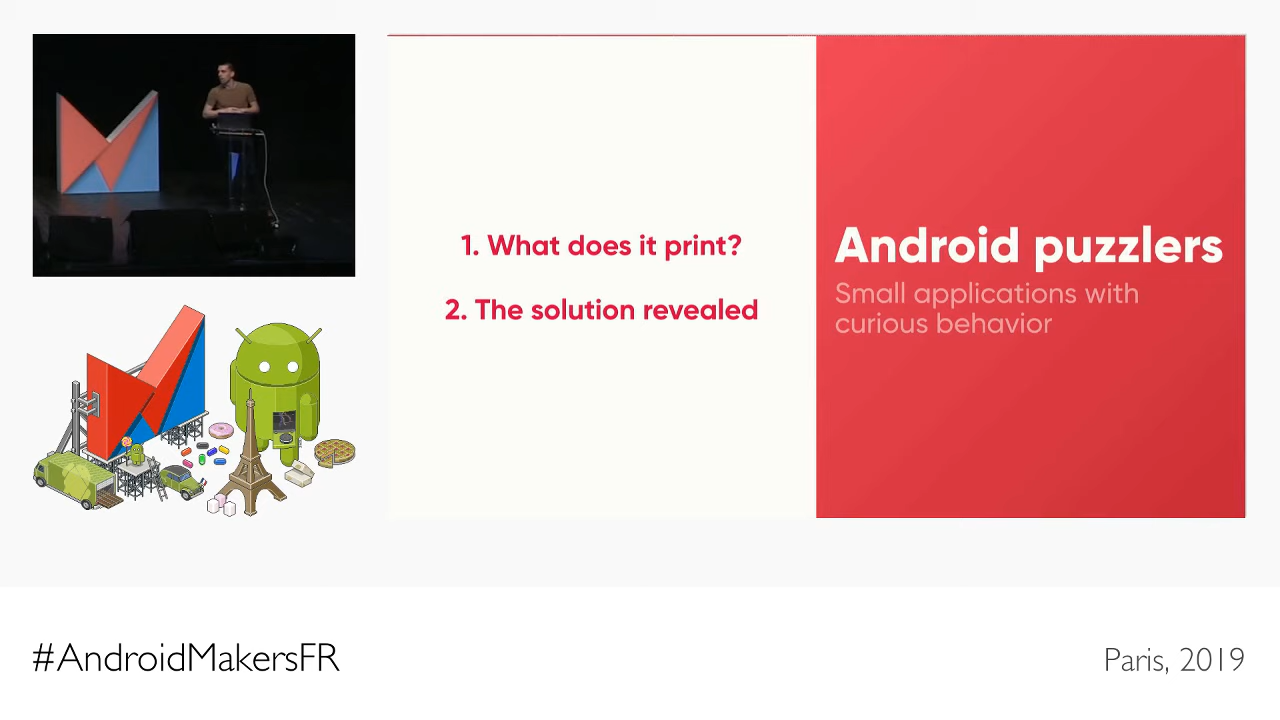 1. What does it print?
2. The solution revealed
Android puzzlers
Small applications with
curious behavior
#AndroidMakersFR
Paris, 2019